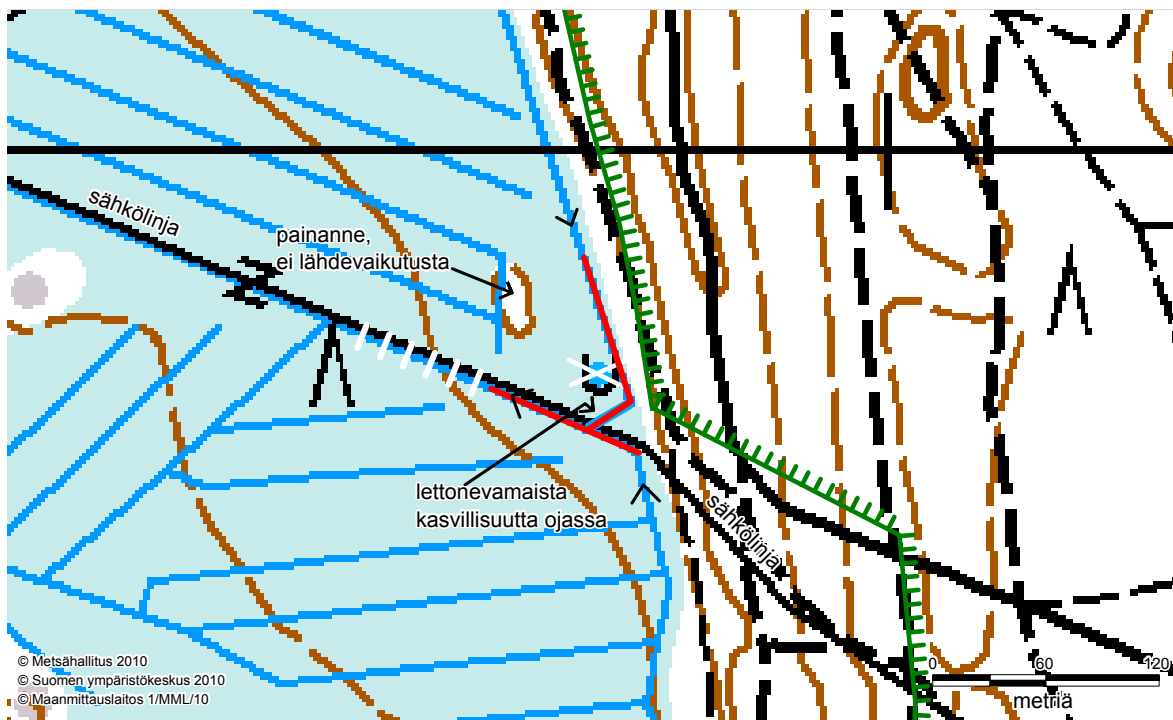 sähkölinja
painanne,
ei lähdevaikutusta
lettonevamaista
kasvillisuutta ojassa
sähkölinja
© Metsähallitus 2010
© Suomen ympäristökeskus 2010
© Maanmittauslaitos 1/MML/10
0 60 120
metriä